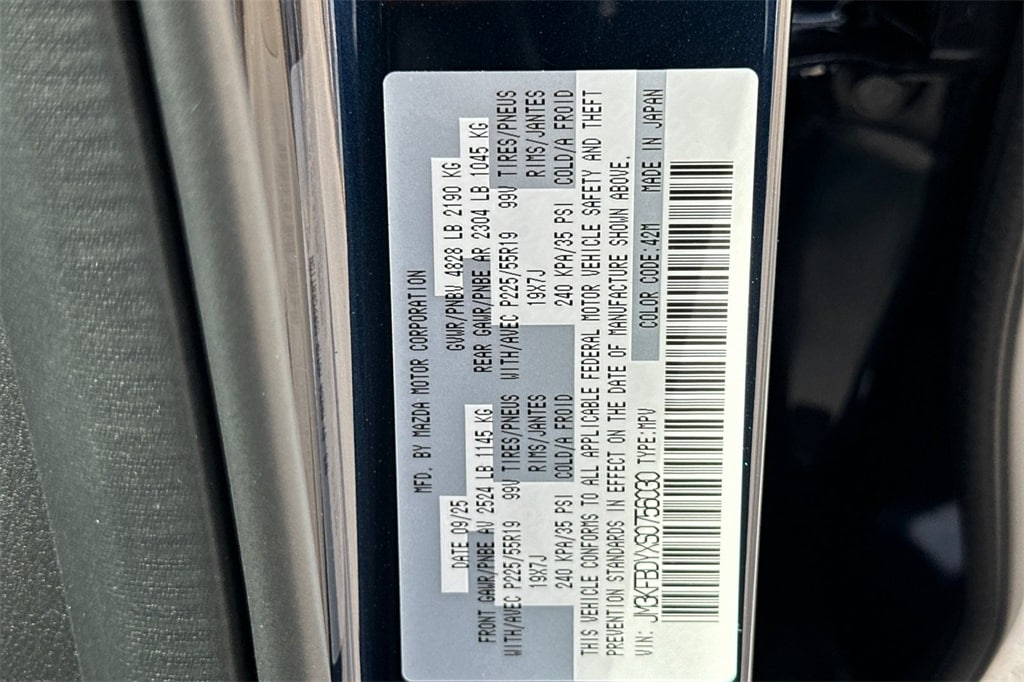 MFD. BY MAZDA MOTOR CORPORATION
DATE 09/25 GVWR/PNBV 4828 LB 2190 KG
FRONT GAWR/PNBE AV 2524 LB 1145 KG REAR GAWR/PNBE AR 2304 LB 1045 KG
WITH/AVEC P225/55R19 99V TIRES/PNEUS WITH/AVEC P225/55R19 99V TIRES/PNEUS
19X7J RIMS/JANTES 19X7J RIMS/JANTES
240 KPA/35 PSI COLD/A FROID 240 KPA/35 PSI COLD/A FROID
THIS VEHICLE CONFORMS TO ALL APPLICABLE FEDERAL MOTOR VEHICLE SAFETY AND THEFT
PREVENTION STANDARDS IN EFFECT ON THE DATE OF MANUFACTURE SHOWN ABOVE.
VIN: JM3KFBDYXS0756030 TYPE:MPV COLOR CODE:42M MADE IN JAPAN